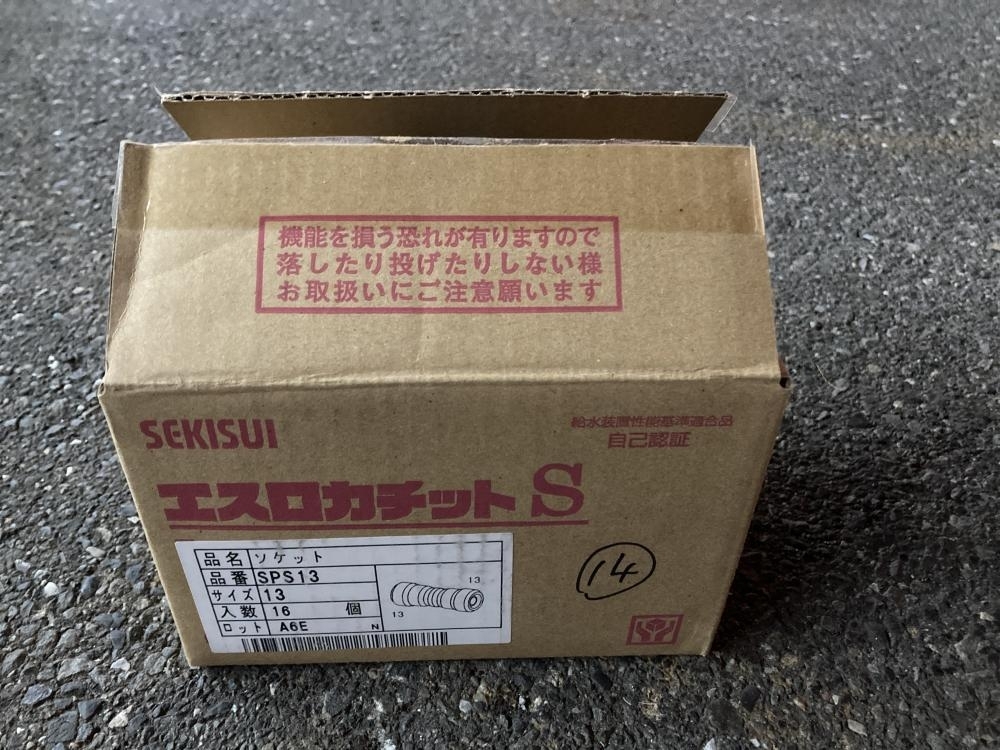 機能を損う恐れが有りますので
落したり投げたりしない様
お取扱いにご注意願います
SEKISUI
給水装置性能基準適合品
自己認証
エスロカチットS
品名 ソケット
品番 SPS13
サイズ 13
入数 16 個
ロット A6E N
13
13
14